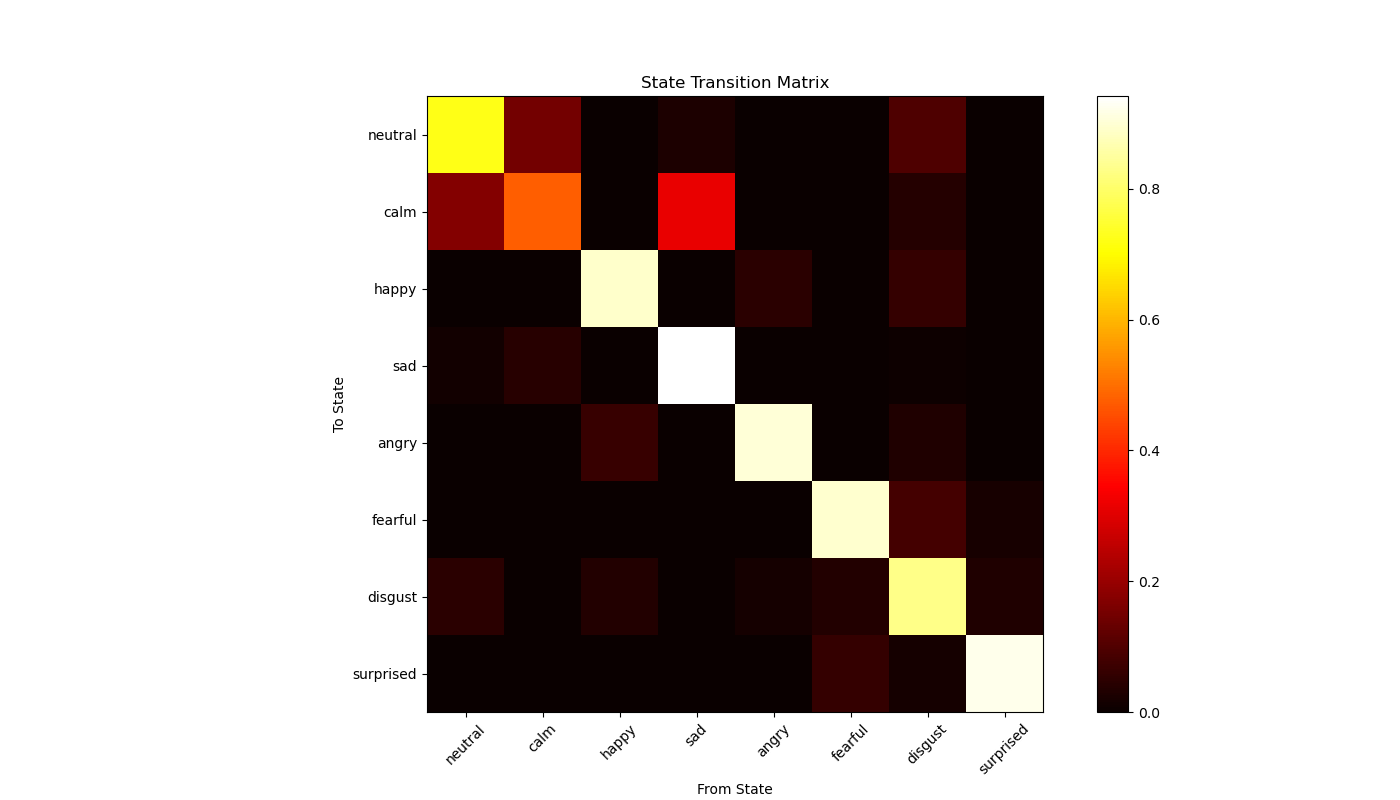 State Transition Matrix
neutral
calm
happy
sad
angry
fearful
disgust
surprised
To State
neutral
calm
happy
sad
angry
fearful
disgust
surprised
From State
0.8
0.6
0.4
0.2
0.0